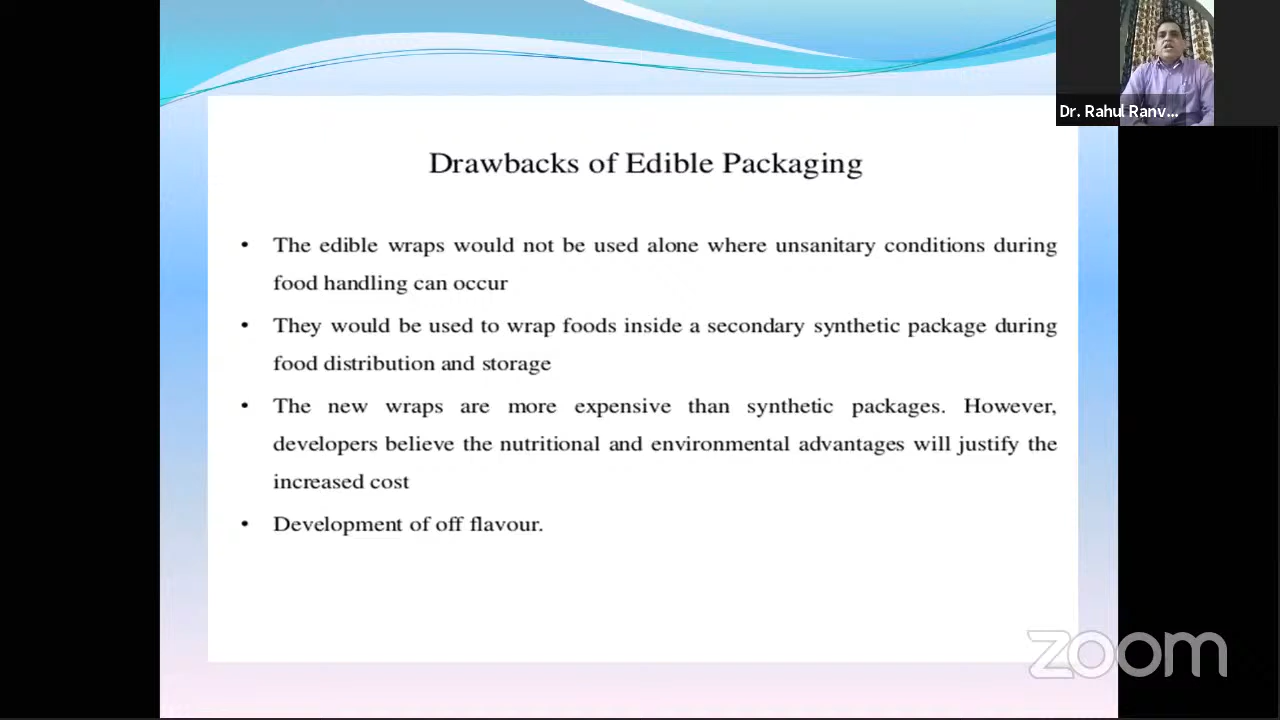 Dr. Rahul Ranv...
Drawbacks of Edible Packaging
• The edible wraps would not be used alone where unsanitary conditions during
food handling can occur
• They would be used to wrap foods inside a secondary synthetic package during
food distribution and storage
• The new wraps are more expensive than synthetic packages. However,
developers believe the nutritional and environmental advantages will justify the
increased cost
• Development of off flavour.
zoom